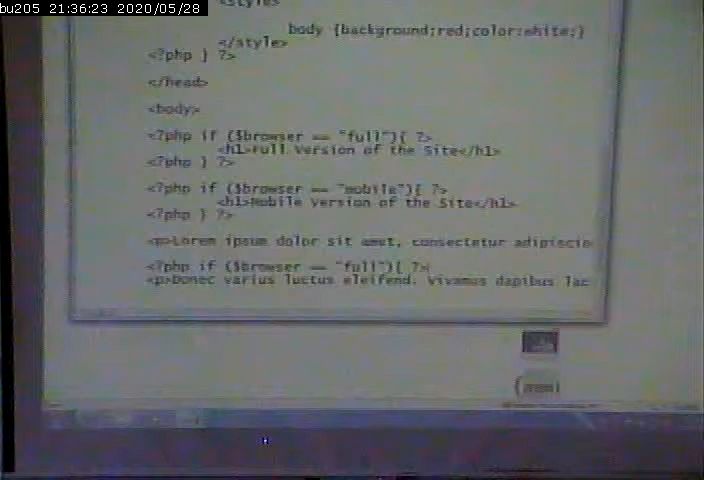 bu205 21:36:23 2020/05/28
<style>
body {background:red;color:white;}
</style>
<?php } ?>
</head>
<body>
<?php if ($browser == "full"){ ?>
<h1>Full Version of the Site</h1>
<?php } ?>
<?php if ($browser == "mobile"){ ?>
<h1>Mobile Version of the Site</h1>
<?php } ?>
<p>Lorem ipsum dolor sit amet, consectetur adipiscin
<?php if ($browser == "full"){ ?>
<p>Donec varius luctus eleifend. Vivamus dapibus lac